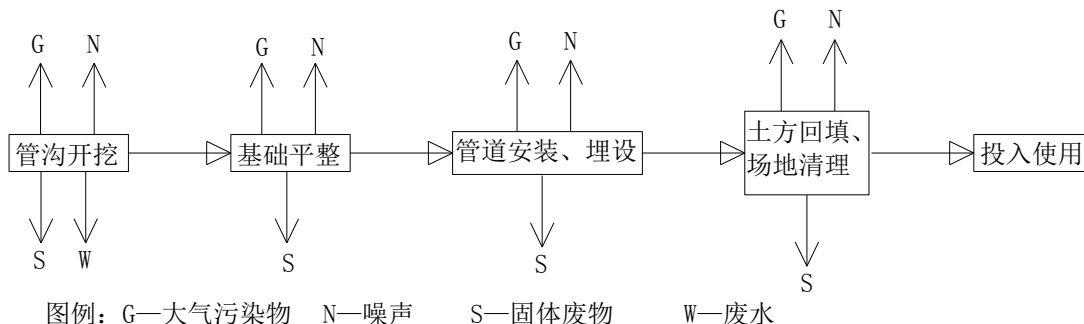 G N G N G N G N
管沟开挖 基础平整 管道安装、埋设 土方回填、
场地清理 投入使用
S W S S S
图例：G—大气污染物 N—噪声 S—固体废物 W—废水